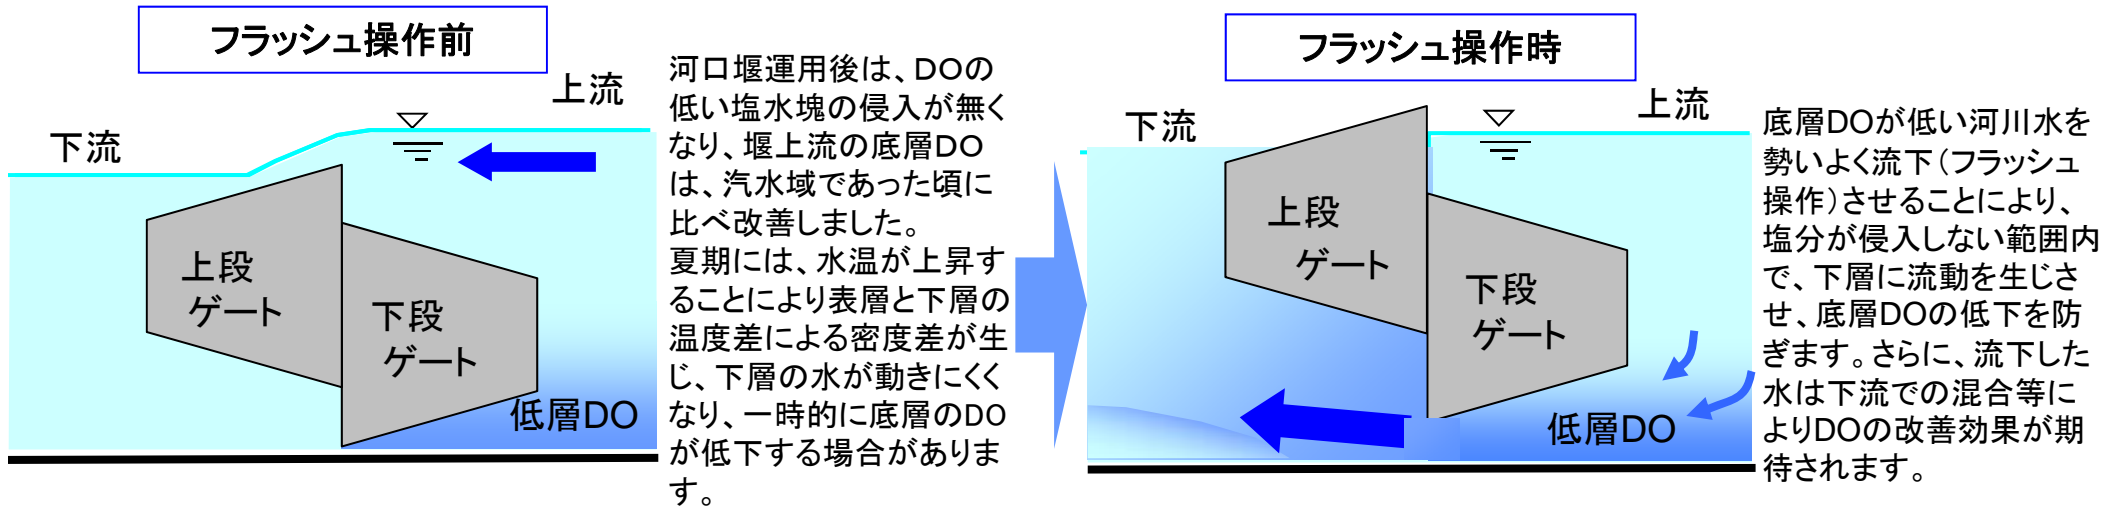 フラッシュ操作前
上流
下流
上段
ゲート
下段
ゲート
低層DO
河口堰運用後は、DOの
低い塩水塊の侵入が無く
なり、堰上流の底層DO
は、汽水域であった頃に
比べ改善しました。
夏期には、水温が上昇す
ることにより表層と下層の
温度差による密度差が生
じ、下層の水が動きにくく
なり、一時的に底層のDO
が低下する場合がありま
す。
フラッシュ操作時
上流
下流
上段
ゲート
下段
ゲート
低層DO
底層DOが低い河川水を
勢いよく流下（フラッシュ
操作）させることにより、
塩分が侵入しない範囲内
で、下層に流動を生じさ
せ、底層DOの低下を防
ぎます。さらに、流下した
水は下流での混合等に
よりDOの改善効果が期
待されます。